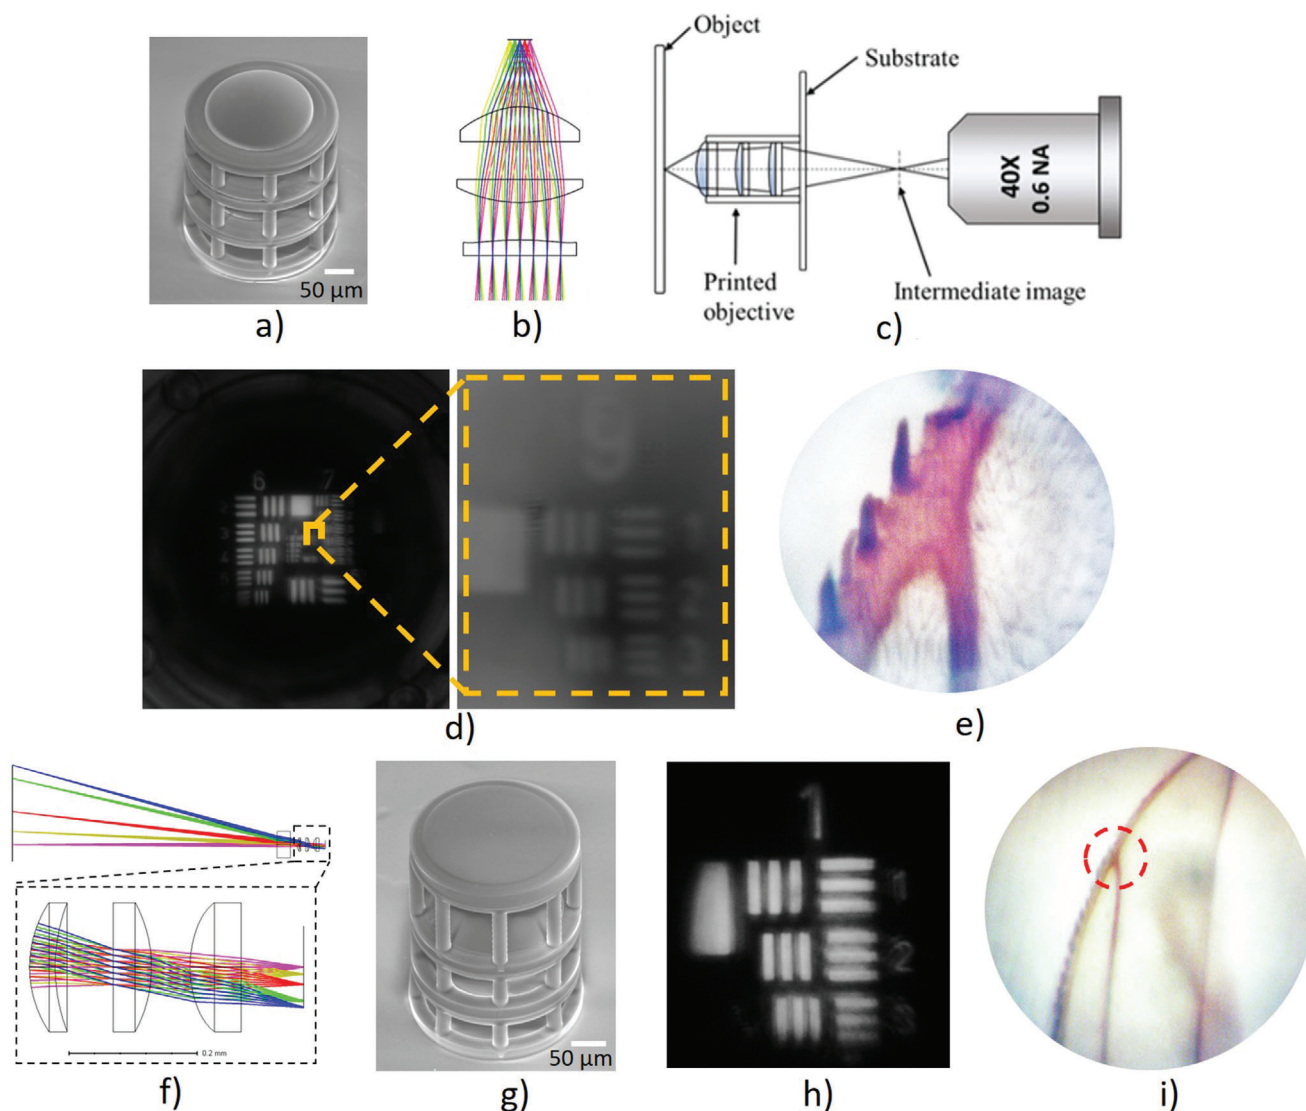 Object
Substrate
50 µm
40X
0.6 NA
Printed
objective
Intermediate image
a)
b)
c)
6
7
2
3
4
5
9
1
2
3
d)
e)
0.2 mm
50 µm
1
1
2
3
f)
g)
h)
i)